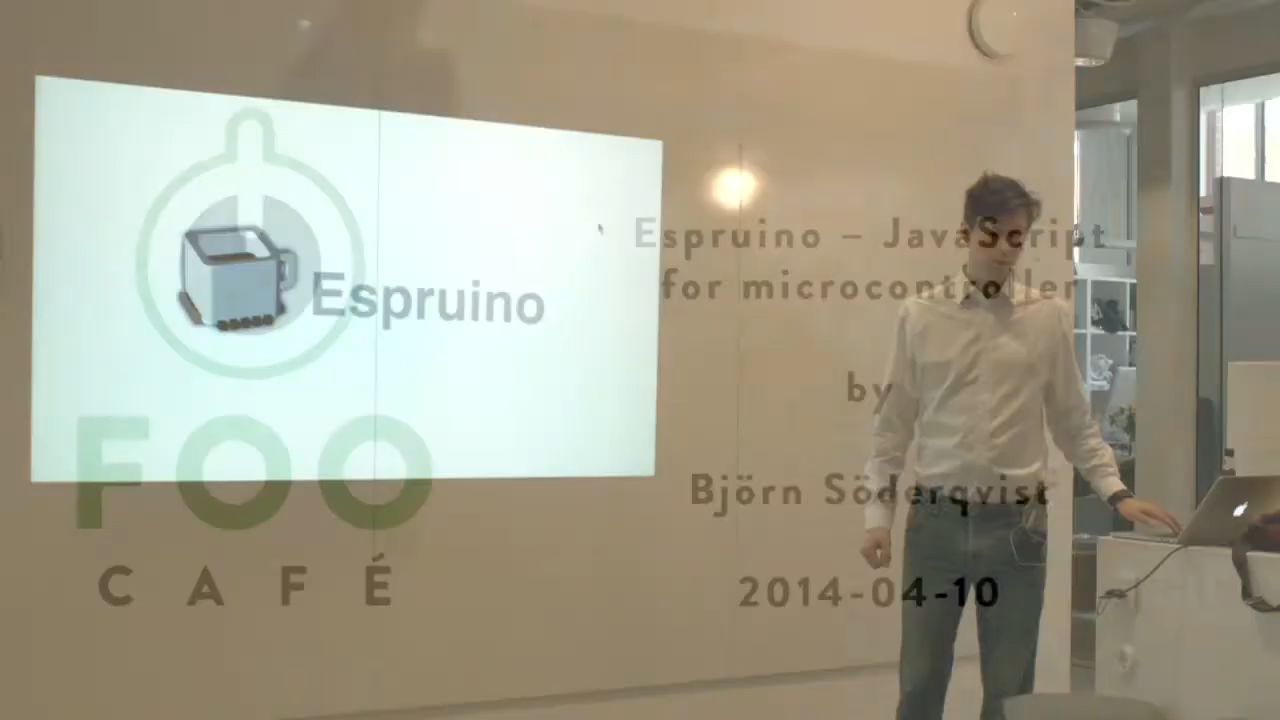 Espruino
FOO
CAFÉ
Espruino – JavaScript
for microcontroller
by
Björn Söderqvist
2014-04-10